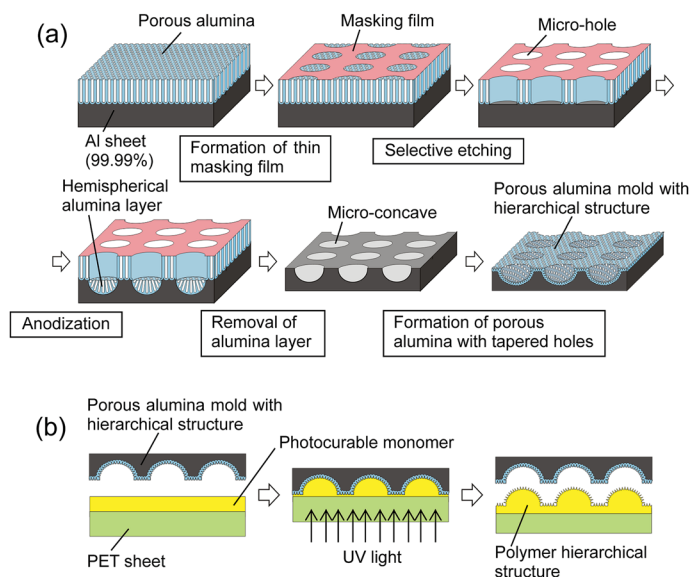 (a)
Porous alumina
Masking film
Micro-hole
Al sheet
(99.99%)
Formation of thin
masking film
Selective etching
Hemispherical
alumina layer
Micro-concave
Porous alumina mold with
hierarchical structure
Anodization
Removal of
alumina layer
Formation of porous
alumina with tapered holes
(b)
Porous alumina mold with
hierarchical structure
Photocurable monomer
PET sheet
UV light
Polymer hierarchical
structure